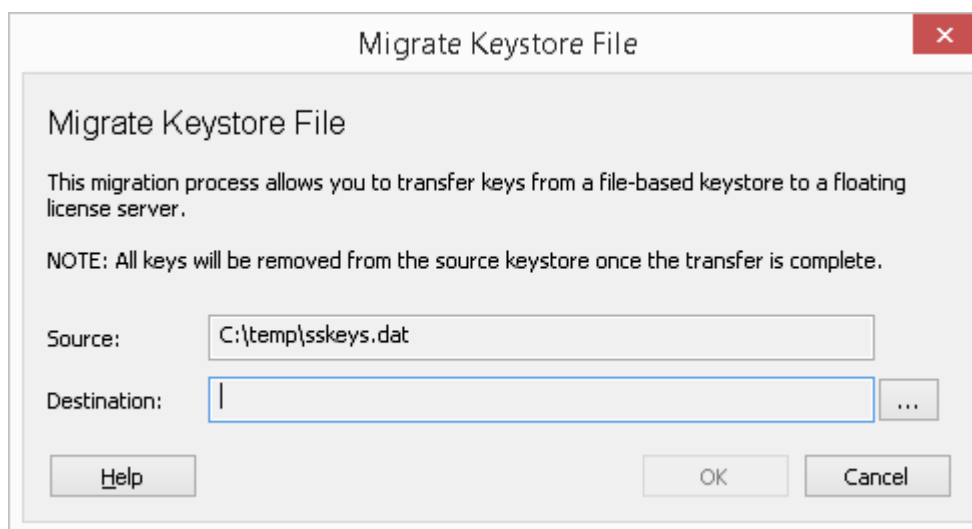 Migrate Keystore File
Migrate Keystore File
This migration process allows you to transfer keys from a file-based keystore to a floating
license server.
NOTE: All keys will be removed from the source keystore once the transfer is complete.
Source: C:\temp\sskeys.dat
Destination: ...
Help OK Cancel